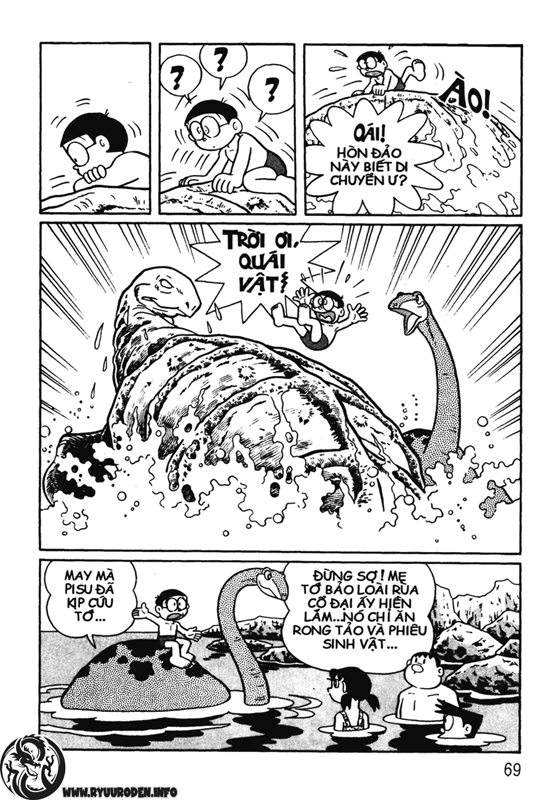 ?
?
?
ÀO!
QÁI!
HÒN ĐẢO
NÀY BIẾT DI
CHUYỂN Ư?
TRỜI ƠI,
QUÁI
VẬT!
MAY MÀ
PISU ĐÃ
KỊP CỨU
TỚ...
ĐỪNG SỢ! MẸ
TỚ BẢO LOÀI RÙA
CỔ ĐẠI ẤY HIỀN
LẮM...NÓ CHỈ ĂN
RONG TẢO VÀ PHIÊU
SINH VẬT...
69
WWW.RYUURODEN.INFO